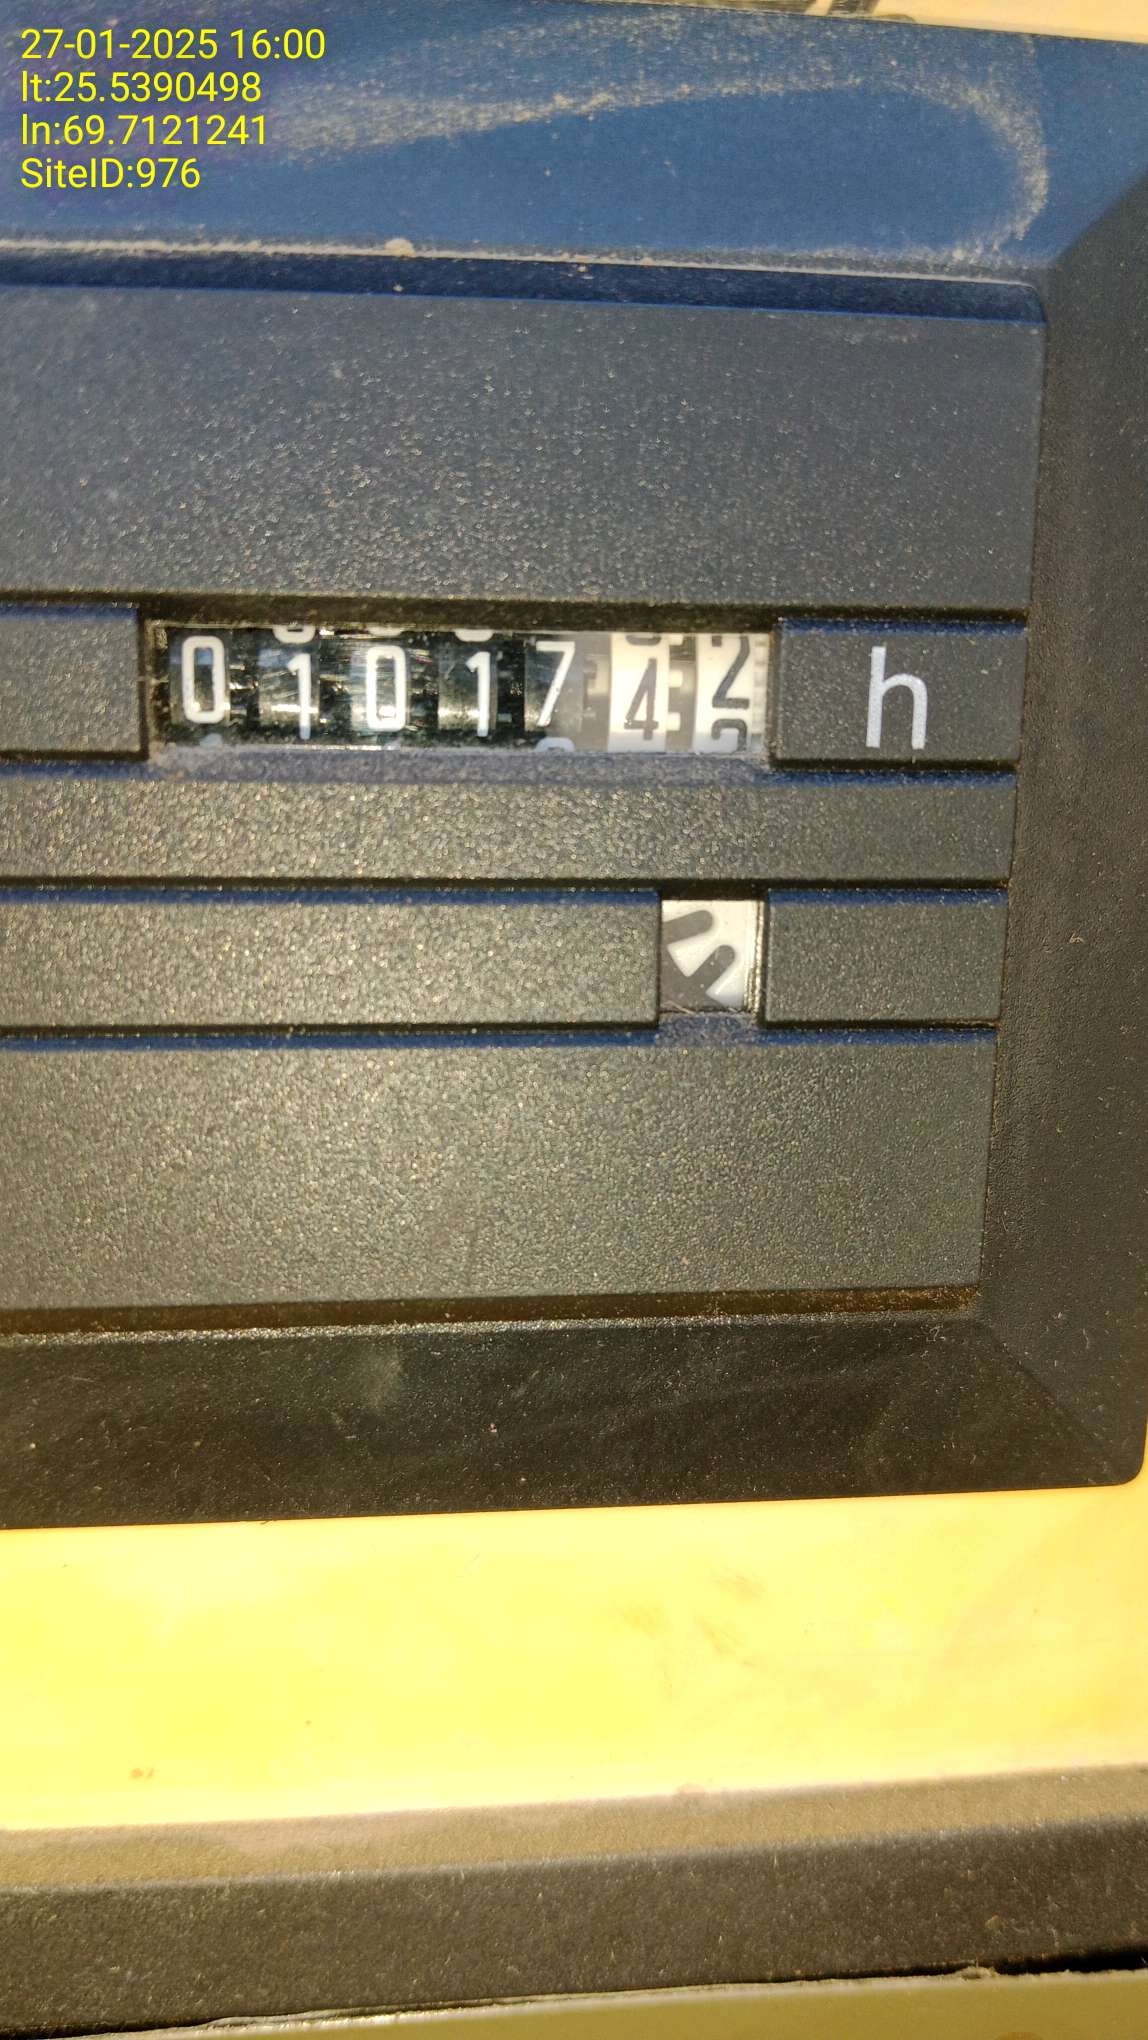 27-01-2025 16:00
lt:25.5390498
ln:69.7121241
SiteID:976
0101742 h